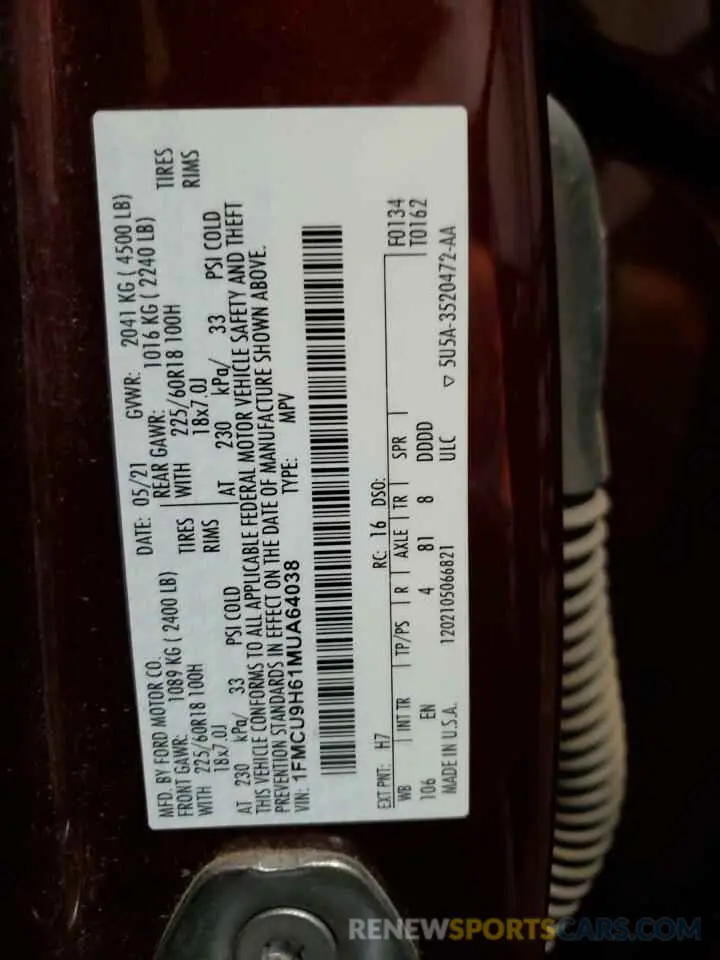 MFD. BY FORD MOTOR CO.
DATE: 05/21 GVWR: 2041 KG ( 4500 LB)
FRONT GAWR: 1089 KG ( 2400 LB)
REAR GAWR: 1016 KG ( 2240 LB)
WITH 225/60R18 100H TIRES
WITH 225/60R18 100H TIRES
18x7.0J RIMS
18x7.0J RIMS
AT 230 kPa/ 33 PSI COLD
AT 230 kPa/ 33 PSI COLD
THIS VEHICLE CONFORMS TO ALL APPLICABLE FEDERAL MOTOR VEHICLE SAFETY AND THEFT
PREVENTION STANDARDS IN EFFECT ON THE DATE OF MANUFACTURE SHOWN ABOVE.
VIN: 1FMCU9H61MUA64038 TYPE: MPV
EXT PNT: H7 RC: 16 DSO: F0134
T0162
WB INT TR TP/PS R AXLE TR SPR
106 EN 4 81 8 DDDD
MADE IN U.S.A. 1202105066821 ULC ▽ 5U5A-3520472-AA
RENEWSPORTSCARS.COM